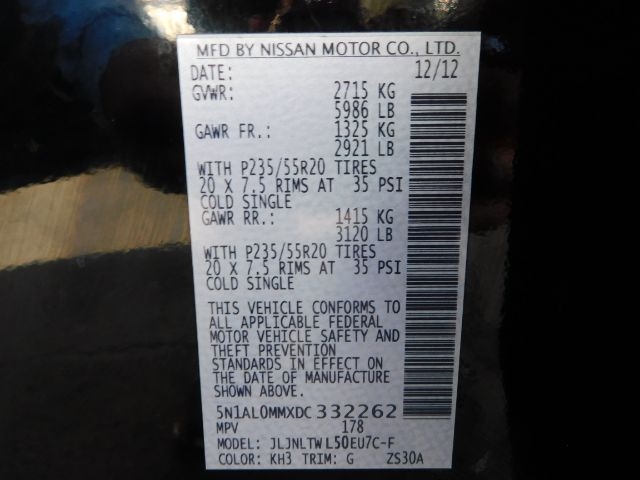 MFD BY NISSAN MOTOR CO., LTD.
DATE: 12/12
GVWR: 2715 KG
5986 LB
GAWR FR.: 1325 KG
2921 LB
WITH P235/55R20 TIRES
20 X 7.5 RIMS AT 35 PSI
COLD SINGLE
GAWR RR.: 1415 KG
3120 LB
WITH P235/55R20 TIRES
20 X 7.5 RIMS AT 35 PSI
COLD SINGLE
THIS VEHICLE CONFORMS TO
ALL APPLICABLE FEDERAL
MOTOR VEHICLE SAFETY AND
THEFT PREVENTION
STANDARDS IN EFFECT ON
THE DATE OF MANUFACTURE
SHOWN ABOVE.
5N1AL0MMXDC332262
MPV 178
MODEL: JLJNLTWL50EU7C-F
COLOR: KH3 TRIM: G ZS30A